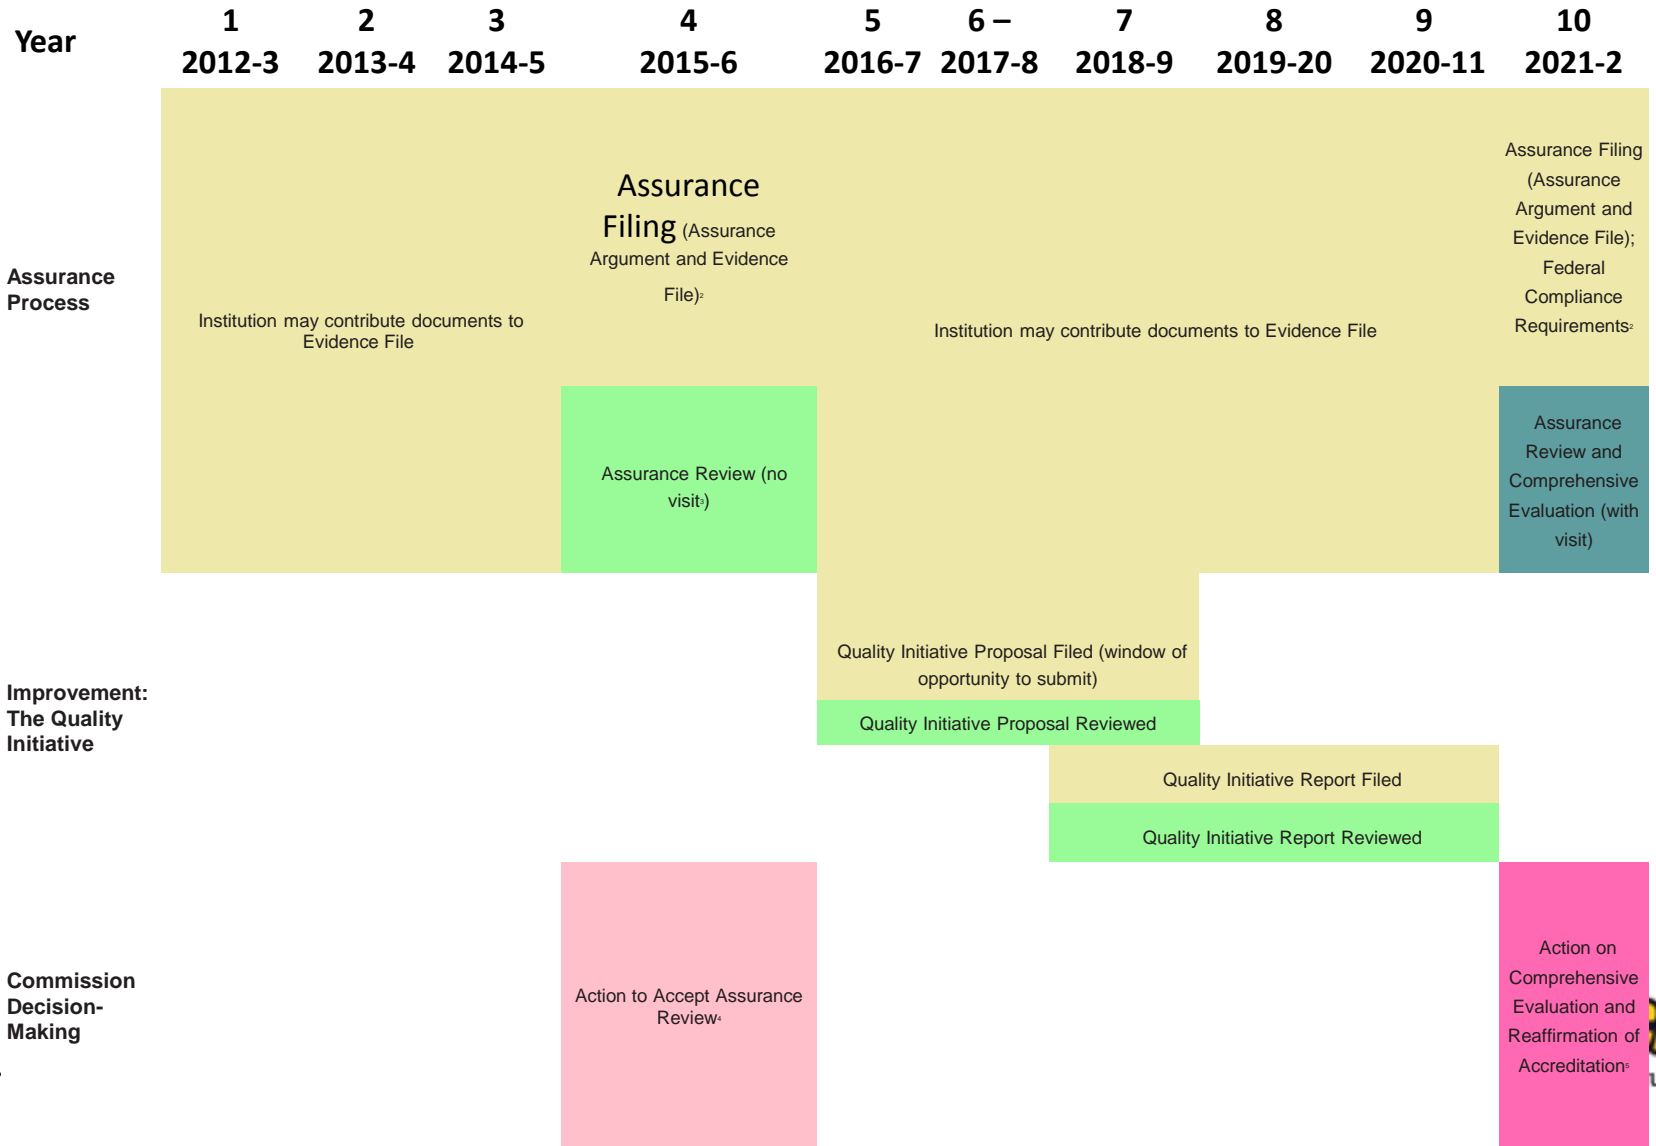 Year
1 2 3 4 5 6 – 7 8 9 10
2012-3 2013-4 2014-5 2015-6 2016-7 2017-8 2018-9 2019-20 2020-11 2021-2
Assurance
Process
Institution may contribute documents to
Evidence File
Assurance
Filing (Assurance
Argument and Evidence
File)²
Institution may contribute documents to Evidence File
Assurance Filing
(Assurance
Argument and
Evidence File);
Federal
Compliance
Requirements²
Assurance Review (no
visit³)
Assurance
Review and
Comprehensive
Evaluation (with
visit)
Improvement:
The Quality
Initiative
Quality Initiative Proposal Filed (window of
opportunity to submit)
Quality Initiative Proposal Reviewed
Quality Initiative Report Filed
Quality Initiative Report Reviewed
Commission
Decision-
Making
Action to Accept Assurance
Review⁴
Action on
Comprehensive
Evaluation and
Reaffirmation of
Accreditation⁵